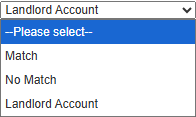 Landlord Account
--Please select--
Match
No Match
Landlord Account